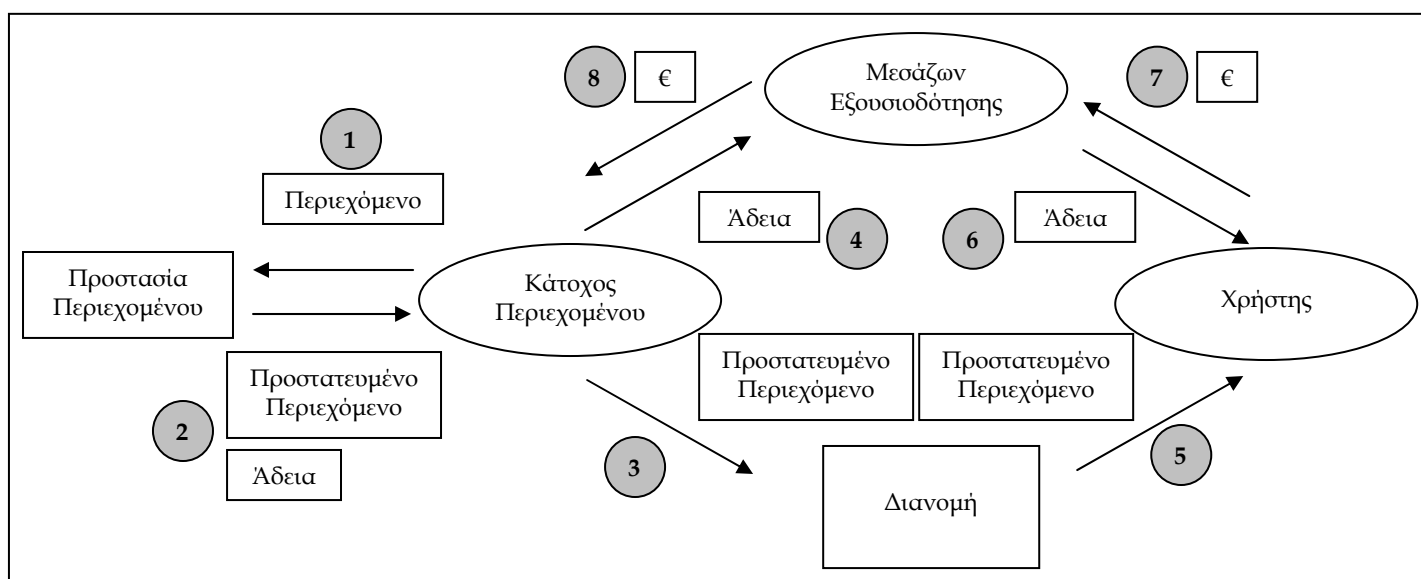 8
€
Μεσάζων
Εξουσιοδότησης
7
€
1
Περιεχόμενο
Άδεια
4
6
Άδεια
Προστασία
Περιεχομένου
Κάτοχος
Περιεχομένου
Χρήστης
Προστατευμένο
Περιεχόμενο
Προστατευμένο
Περιεχόμενο
Προστατευμένο
Περιεχόμενο
2
Άδεια
3
5
Διανομή